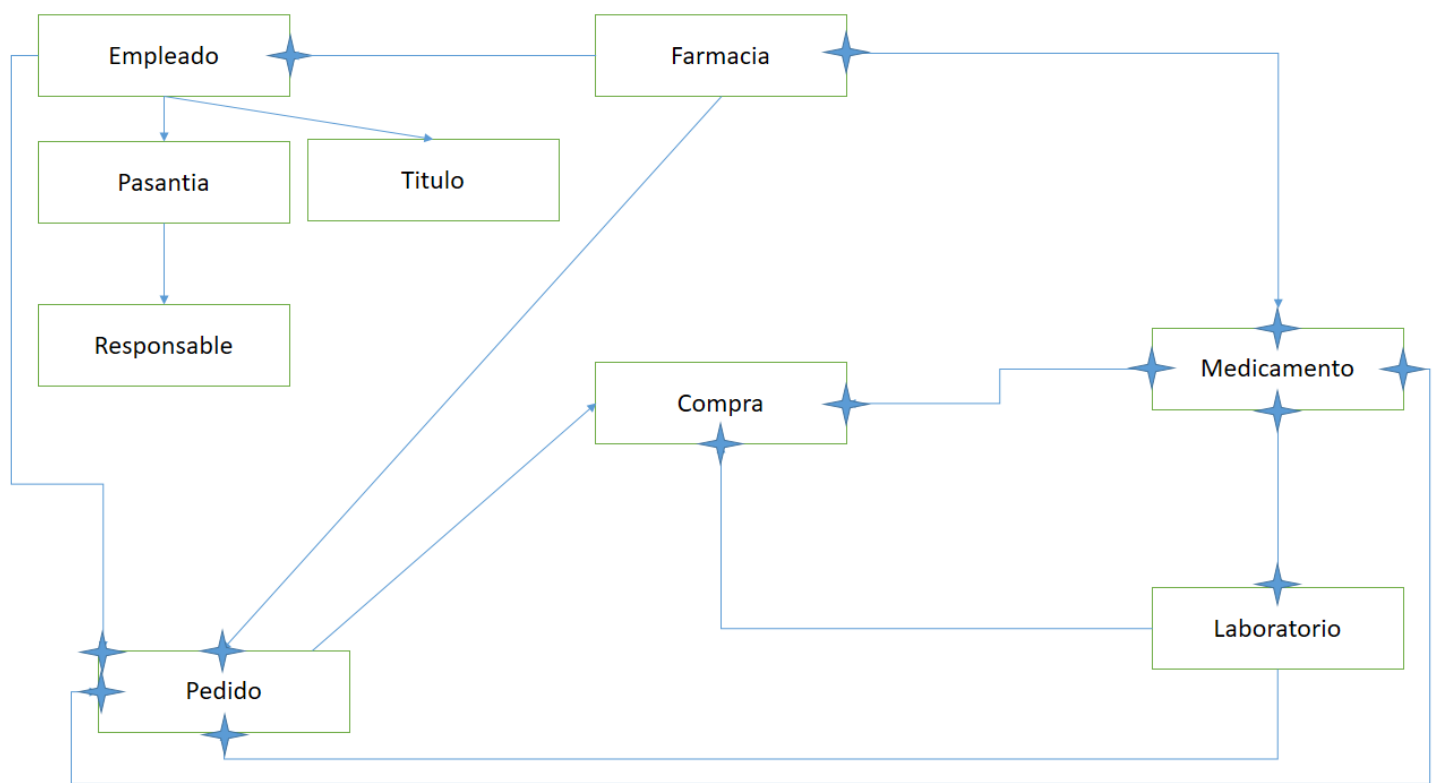 Empleado
Farmacia
Pasantia
Titulo
Responsable
Compra
Medicamento
Laboratorio
Pedido